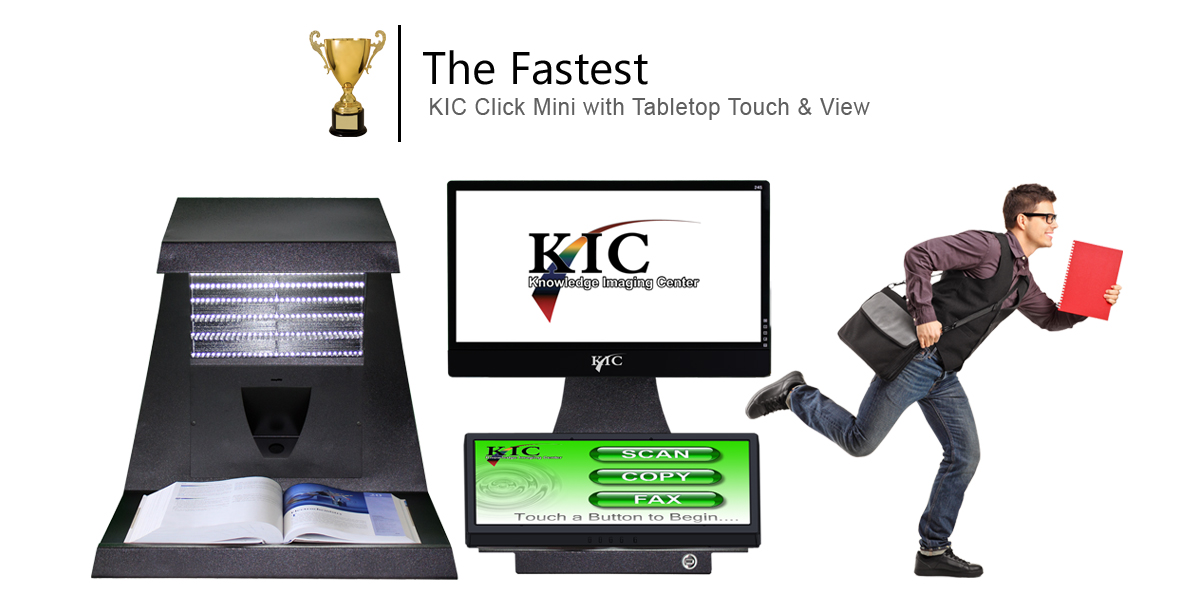 The Fastest
KIC Click Mini with Tabletop Touch & View
KIC
Knowledge Imaging Center
KIC
KIC
SCAN
COPY
FAX
Touch a Button to Begin....